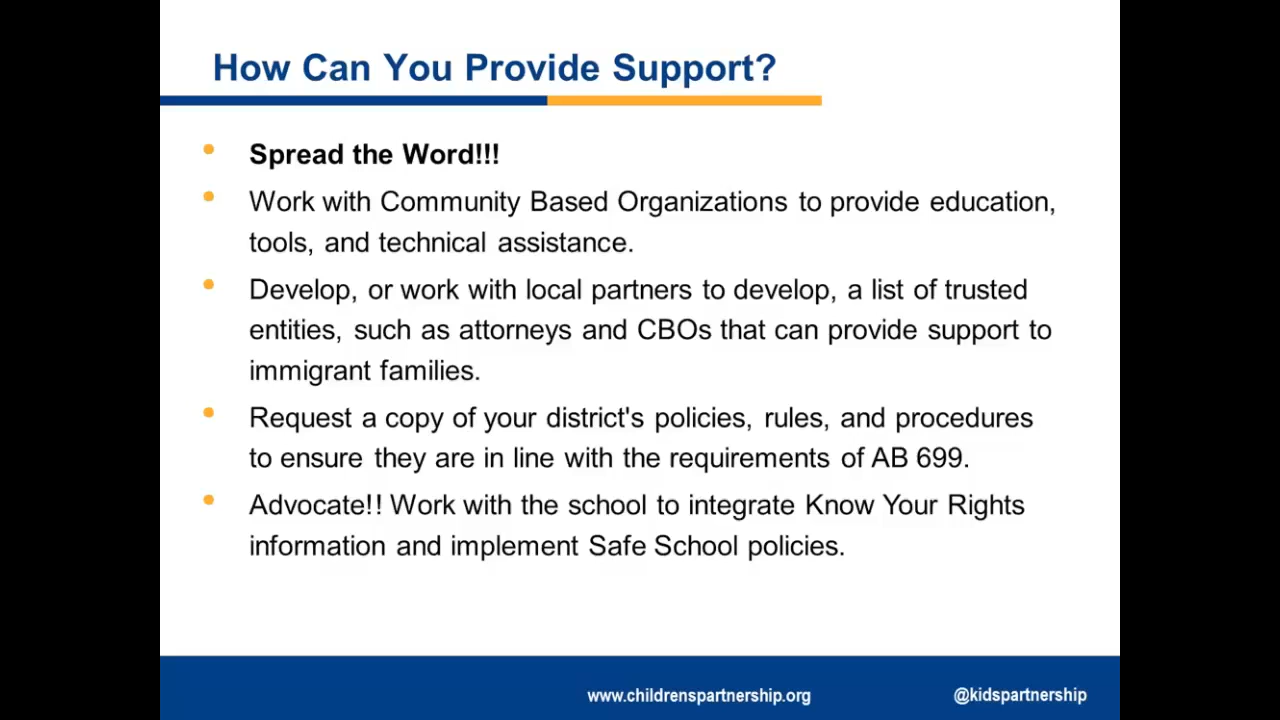 How Can You Provide Support?
• Spread the Word!!!
• Work with Community Based Organizations to provide education,
tools, and technical assistance.
• Develop, or work with local partners to develop, a list of trusted
entities, such as attorneys and CBOs that can provide support to
immigrant families.
• Request a copy of your district's policies, rules, and procedures
to ensure they are in line with the requirements of AB 699.
• Advocate!! Work with the school to integrate Know Your Rights
information and implement Safe School policies.
www.childrenspartnership.org @kidspartnership